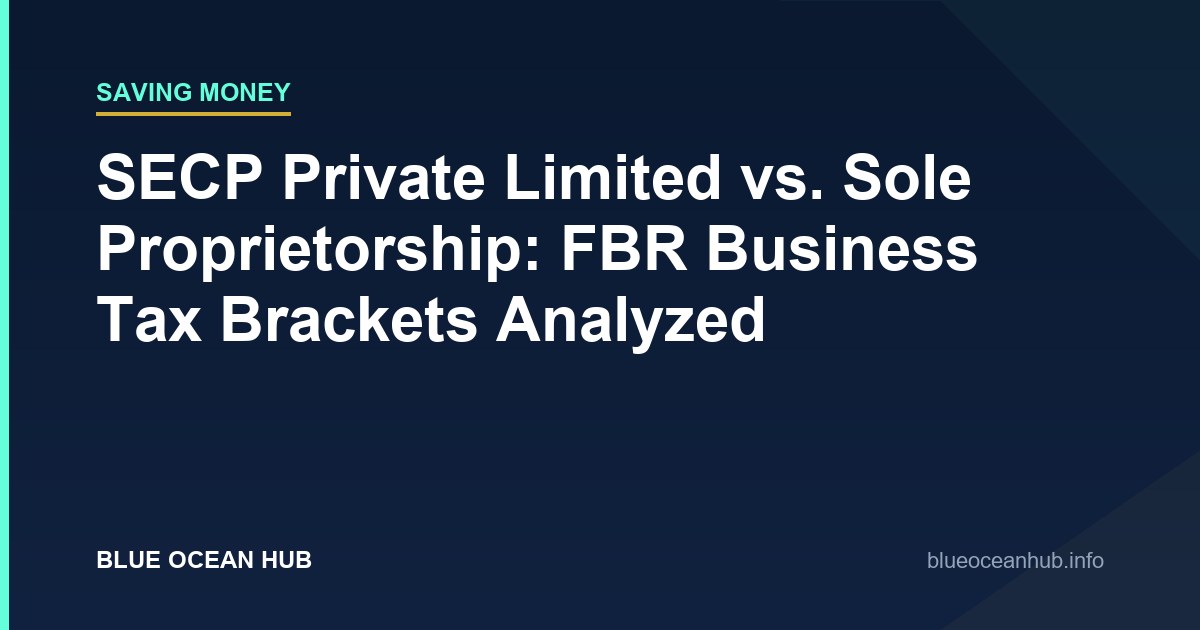 SAVING MONEY
SECP Private Limited vs. Sole
Proprietorship: FBR Business
Tax Brackets Analyzed
BLUE OCEAN HUB
blueoceanhub.info